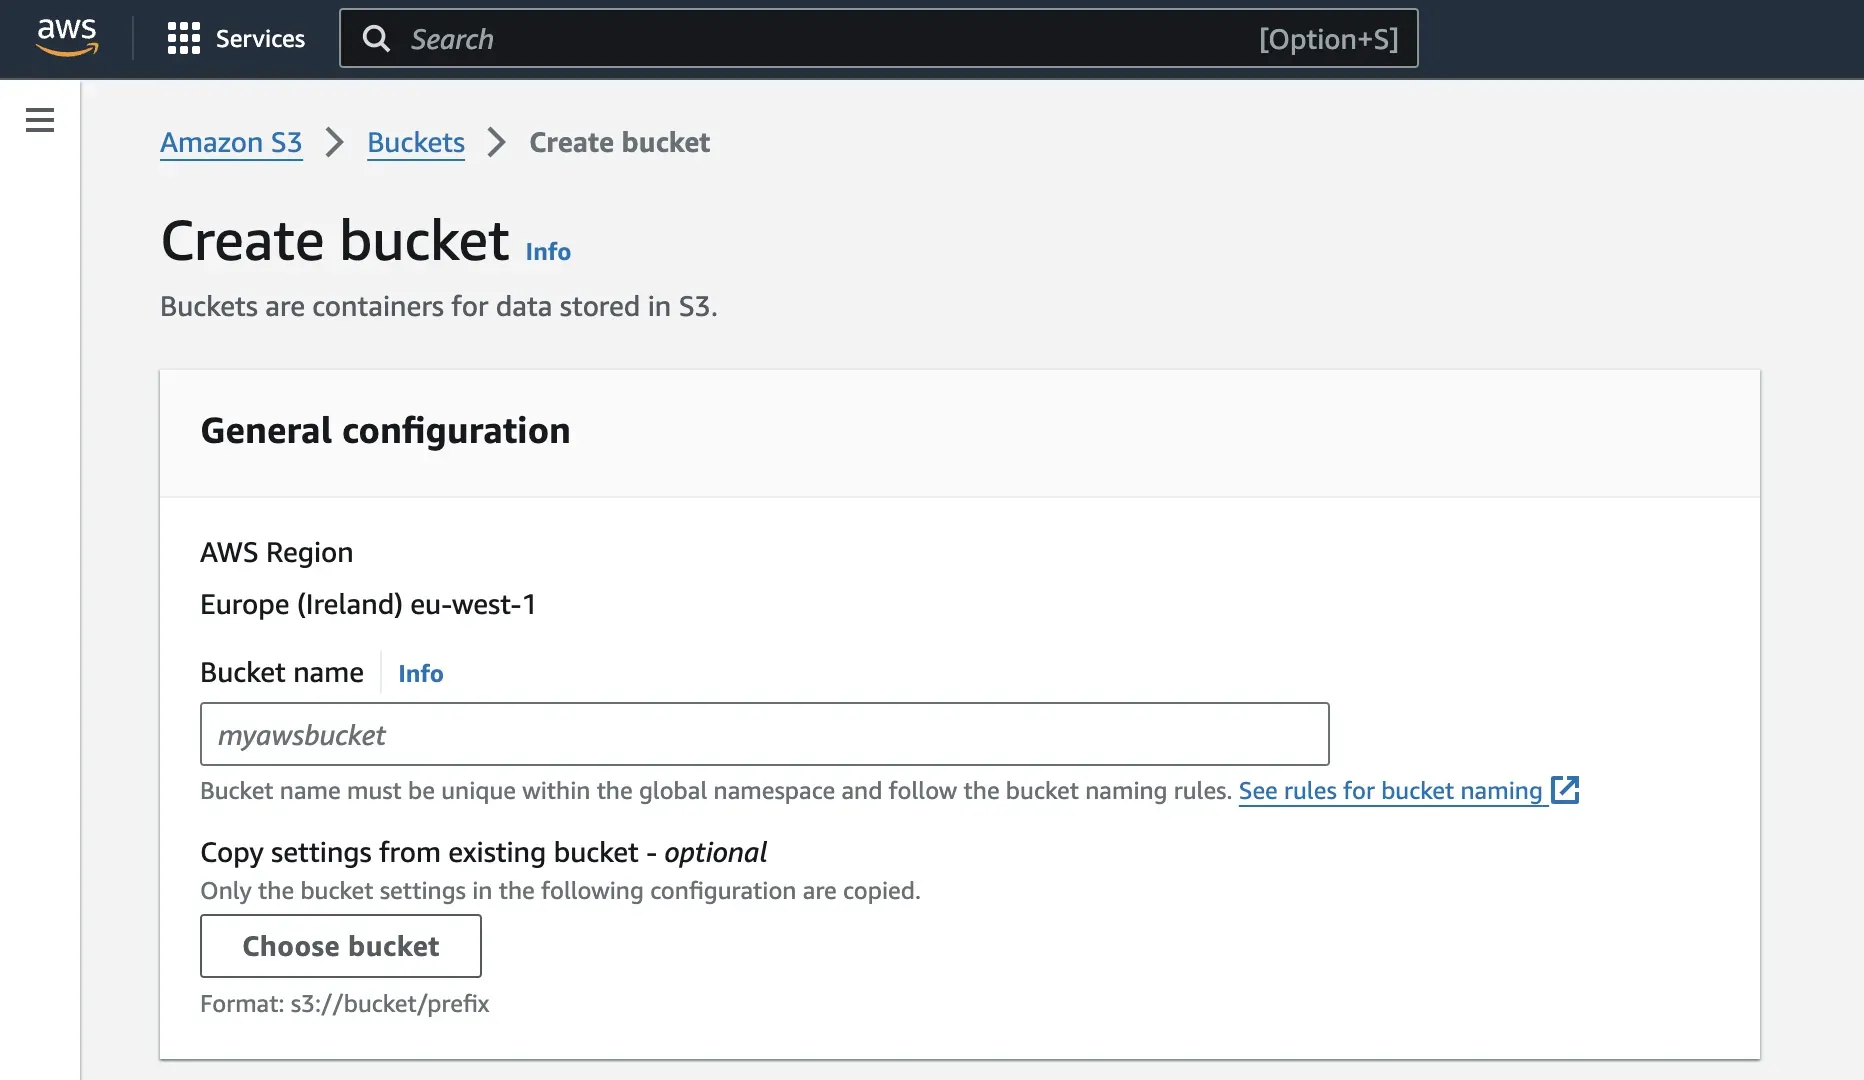 aws Services Search [Option+S]
Amazon S3 Buckets Create bucket
Create bucket Info
Buckets are containers for data stored in S3.
General configuration
AWS Region
Europe (Ireland) eu-west-1
Bucket name Info
myawsbucket
Bucket name must be unique within the global namespace and follow the bucket naming rules. See rules for bucket naming
Copy settings from existing bucket - optional
Only the bucket settings in the following configuration are copied.
Choose bucket
Format: s3://bucket/prefix